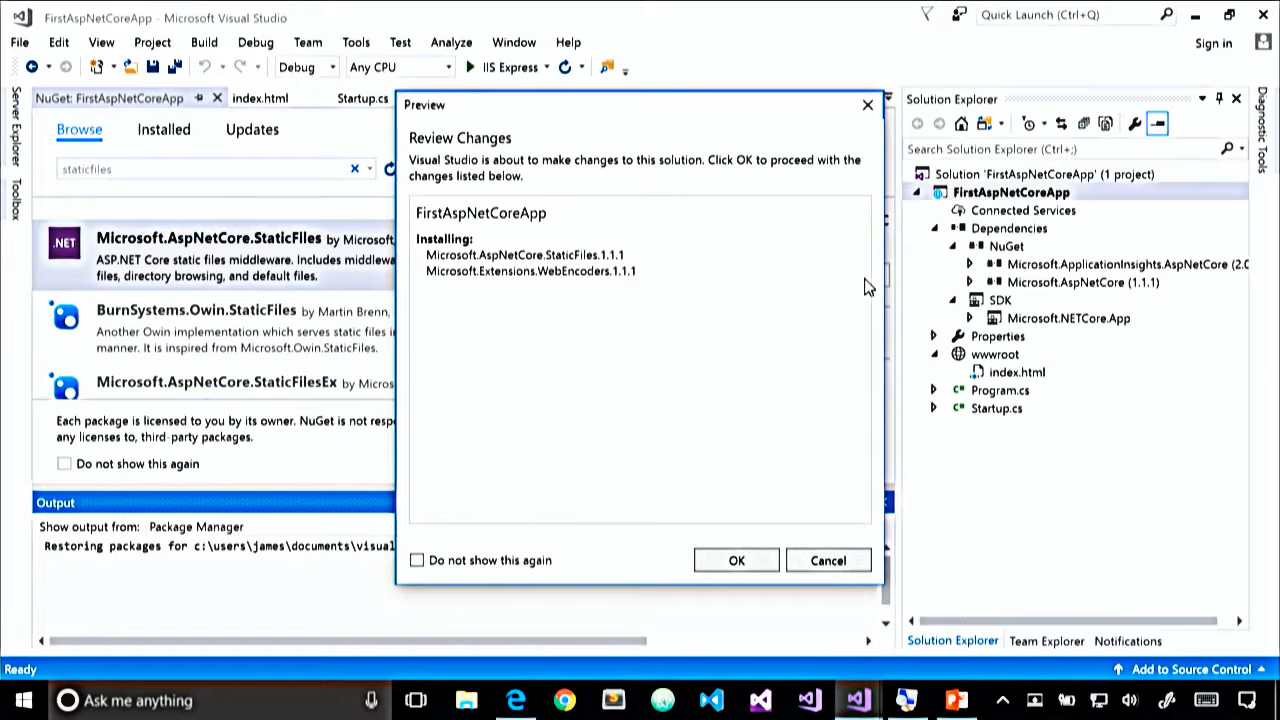 FirstAspNetCoreApp - Microsoft Visual Studio
Quick Launch (Ctrl+Q)
File Edit View Project Build Debug Team Tools Test Analyze Window Help
Sign in
Debug Any CPU IIS Express
Server Explorer
Toolbox
NuGet: FirstAspNetCoreApp index.html Startup.cs
Browse Installed Updates
staticfiles
.NET
Microsoft.AspNetCore.StaticFiles by Microsoft,
ASP.NET Core static files middleware. Includes middlewa
files, directory browsing, and default files.
BurnSystems.Owin.StaticFiles by Martin Brenn,
Another Owin implementation which serves static files i
manner. It is inspired from Microsoft.Owin.StaticFiles.
Microsoft.AspNetCore.StaticFilesEx by Micros
Each package is licensed to you by its owner. NuGet is not resp
any licenses to, third-party packages.
Do not show this again
Output
Show output from: Package Manager
Restoring packages for c:\users\james\documents\visual
Preview
Review Changes
Visual Studio is about to make changes to this solution. Click OK to proceed with the
changes listed below.
FirstAspNetCoreApp
Installing:
Microsoft.AspNetCore.StaticFiles.1.1.1
Microsoft.Extensions.WebEncoders.1.1.1
Do not show this again
OK Cancel
Solution Explorer
Search Solution Explorer (Ctrl+;)
Solution 'FirstAspNetCoreApp' (1 project)
FirstAspNetCoreApp
Connected Services
Dependencies
NuGet
Microsoft.ApplicationInsights.AspNetCore (2.0
Microsoft.AspNetCore (1.1.1)
SDK
Microsoft.NETCore.App
Properties
wwwroot
index.html
C# Program.cs
C# Startup.cs
Solution Explorer Team Explorer Notifications
Diagnostic Tools
Ready
Add to Source Control
Ask me anything